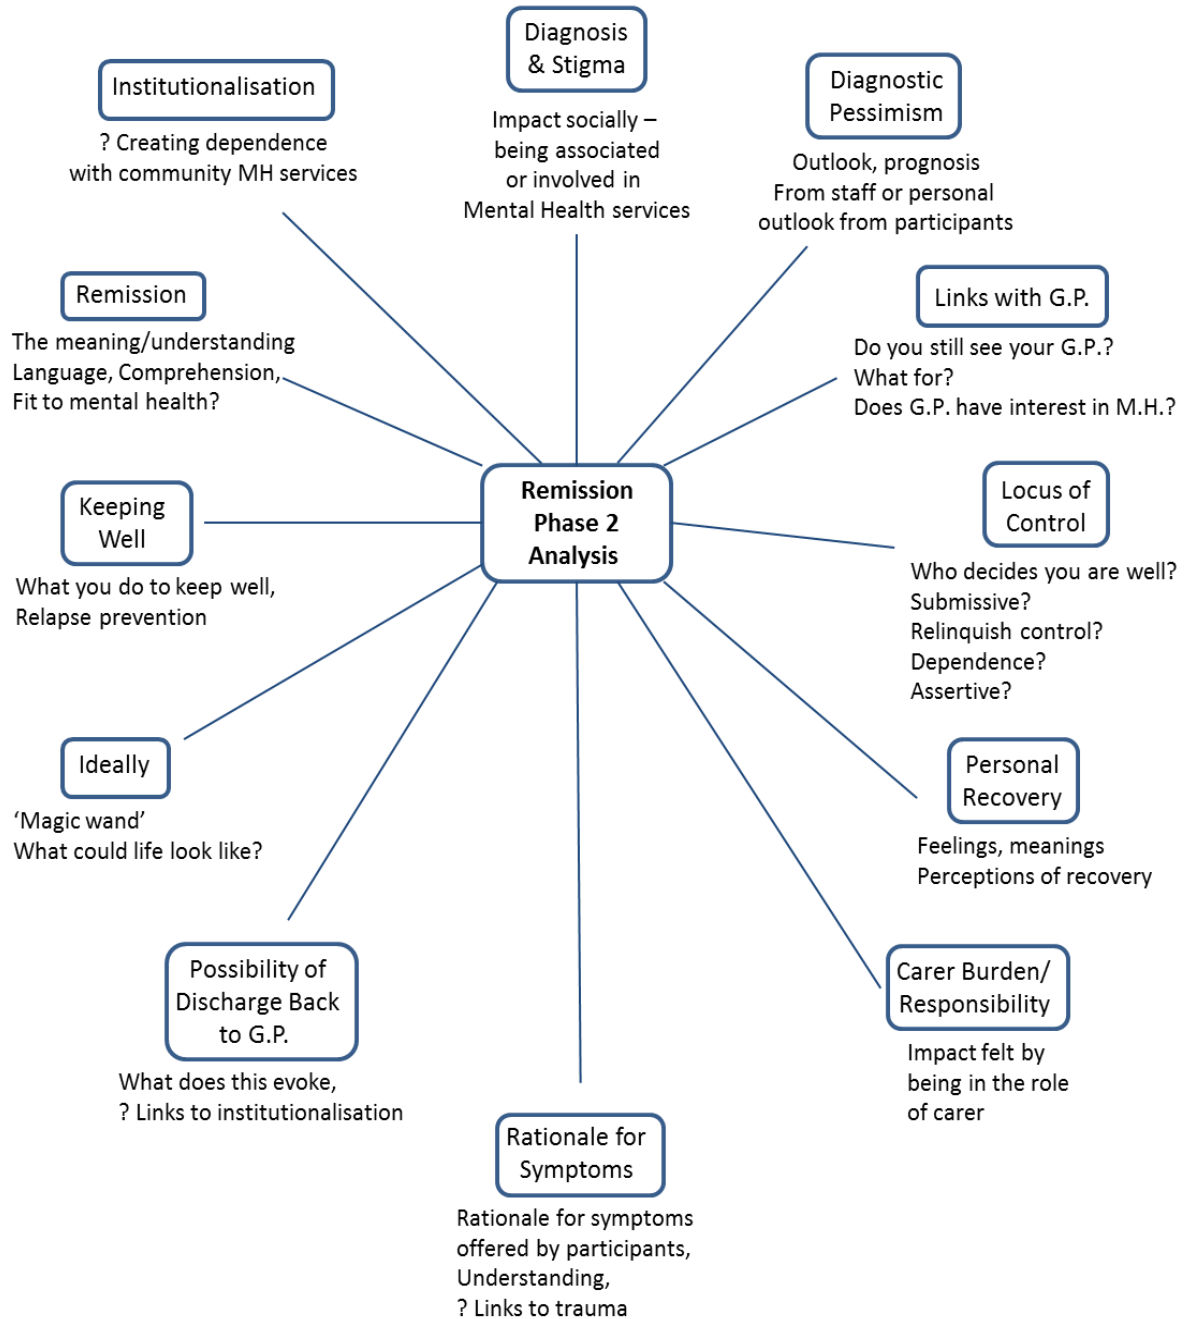 Diagnosis
& Stigma
Impact socially –
being associated
or involved in
Mental Health services
Diagnostic
Pessimism
Outlook, prognosis
From staff or personal
outlook from participants
Links with G.P.
Do you still see your G.P.?
What for?
Does G.P. have interest in M.H.?
Locus of
Control
Who decides you are well?
Submissive?
Relinquish control?
Dependence?
Assertive?
Personal
Recovery
Feelings, meanings
Perceptions of recovery
Carer Burden/
Responsibility
Impact felt by
being in the role
of carer
Rationale for
Symptoms
Rationale for symptoms
offered by participants,
Understanding,
? Links to trauma
Possibility of
Discharge Back
to G.P.
What does this evoke,
? Links to institutionalisation
Ideally
‘Magic wand’
What could life look like?
Keeping
Well
What you do to keep well,
Relapse prevention
Remission
The meaning/understanding
Language, Comprehension,
Fit to mental health?
Institutionalisation
? Creating dependence
with community MH services
Remission
Phase 2
Analysis